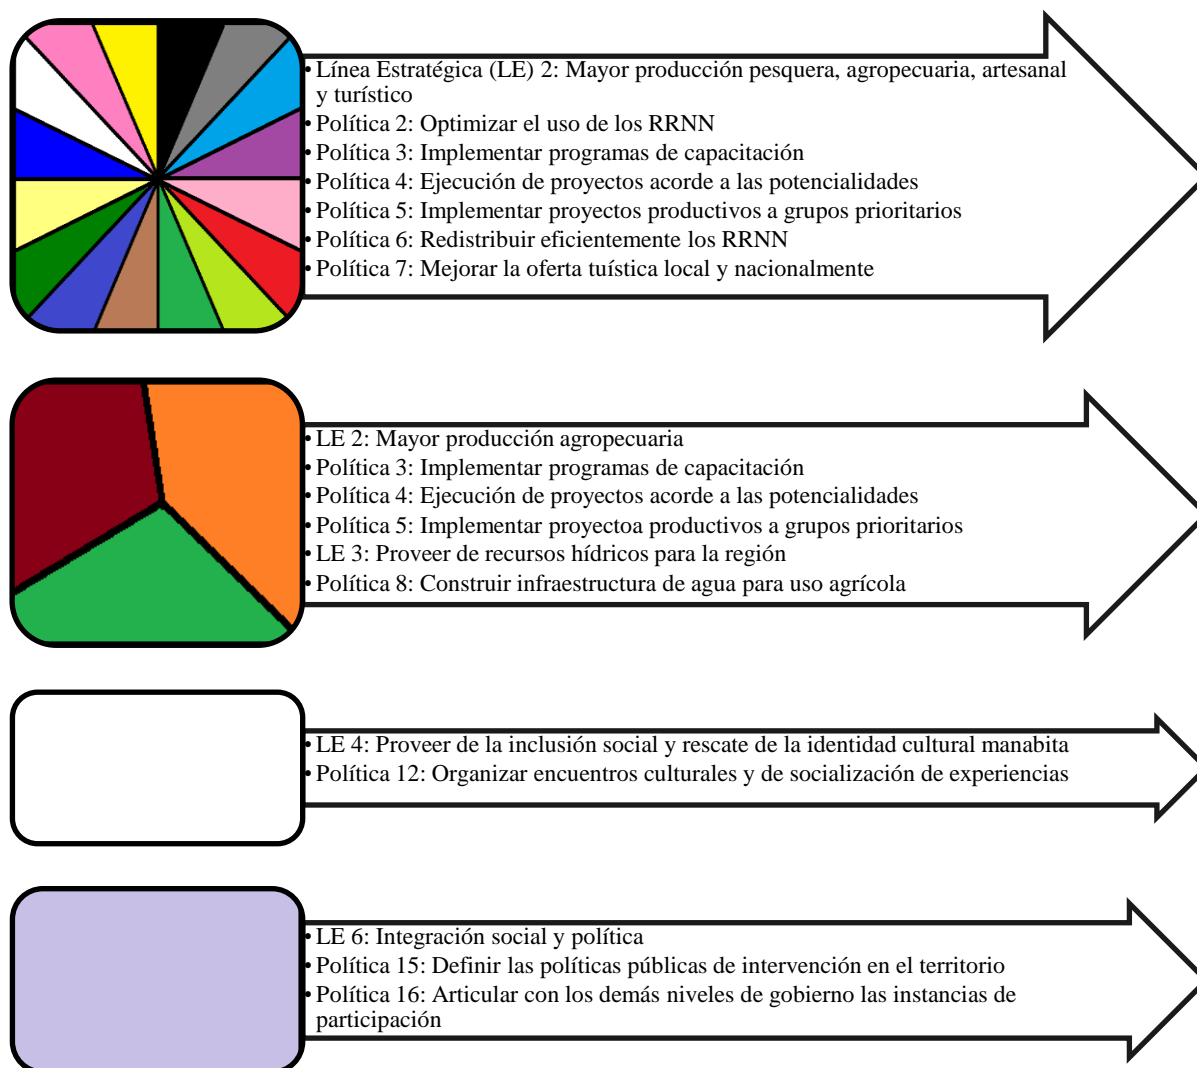 • Línea Estratégica (LE) 2: Mayor producción pesquera, agropecuaria, artesanal
y turístico
• Política 2: Optimizar el uso de los RRNN
• Política 3: Implementar programas de capacitación
• Política 4: Ejecución de proyectos acorde a las potencialidades
• Política 5: Implementar proyectos productivos a grupos prioritarios
• Política 6: Redistribuir eficientemente los RRNN
• Política 7: Mejorar la oferta tuística local y nacionalmente
• LE 2: Mayor producción agropecuaria
• Política 3: Implementar programas de capacitación
• Política 4: Ejecución de proyectos acorde a las potencialidades
• Política 5: Implementar proyectoa productivos a grupos prioritarios
• LE 3: Proveer de recursos hídricos para la región
• Política 8: Construir infraestructura de agua para uso agrícola
• LE 4: Proveer de la inclusión social y rescate de la identidad cultural manabita
• Política 12: Organizar encuentros culturales y de socialización de experiencias
• LE 6: Integración social y política
• Política 15: Definir las políticas públicas de intervención en el territorio
• Política 16: Articular con los demás niveles de gobierno las instancias de
participación